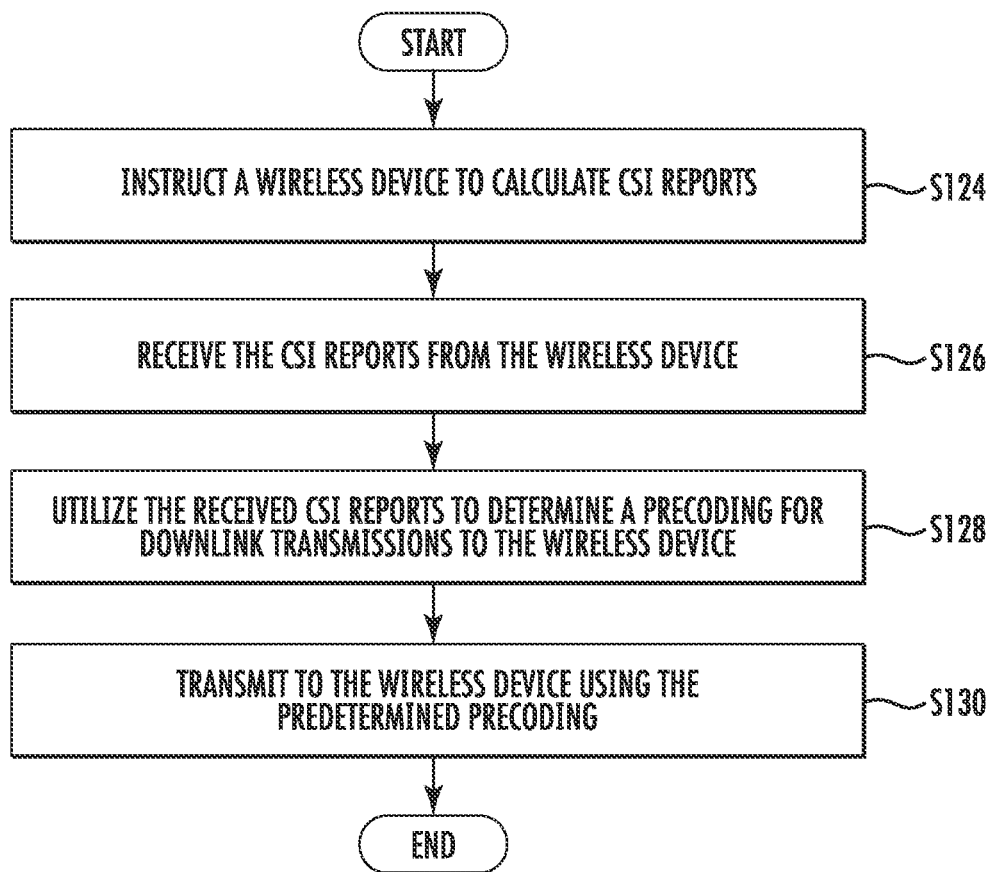 START
INSTRUCT A WIRELESS DEVICE TO CALCULATE CSI REPORTS
S124
RECEIVE THE CSI REPORTS FROM THE WIRELESS DEVICE
S126
UTILIZE THE RECEIVED CSI REPORTS TO DETERMINE A PRECODING FOR
DOWNLINK TRANSMISSIONS TO THE WIRELESS DEVICE
S128
TRANSMIT TO THE WIRELESS DEVICE USING THE
PREDETERMINED PRECODING
S130
END